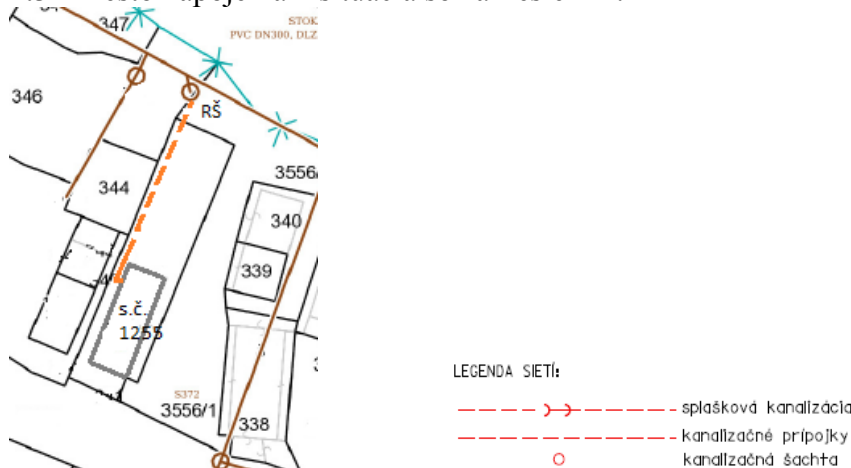 347
STOK
PVC DN300, DLZ
346
RŠ
3556/
344
340
339
s.č.
1255
S372
3556/1
338
LEGENDA SIETÍ:
splašková kanalizácia
kanalizačné prípojky
kanalizačná šachta